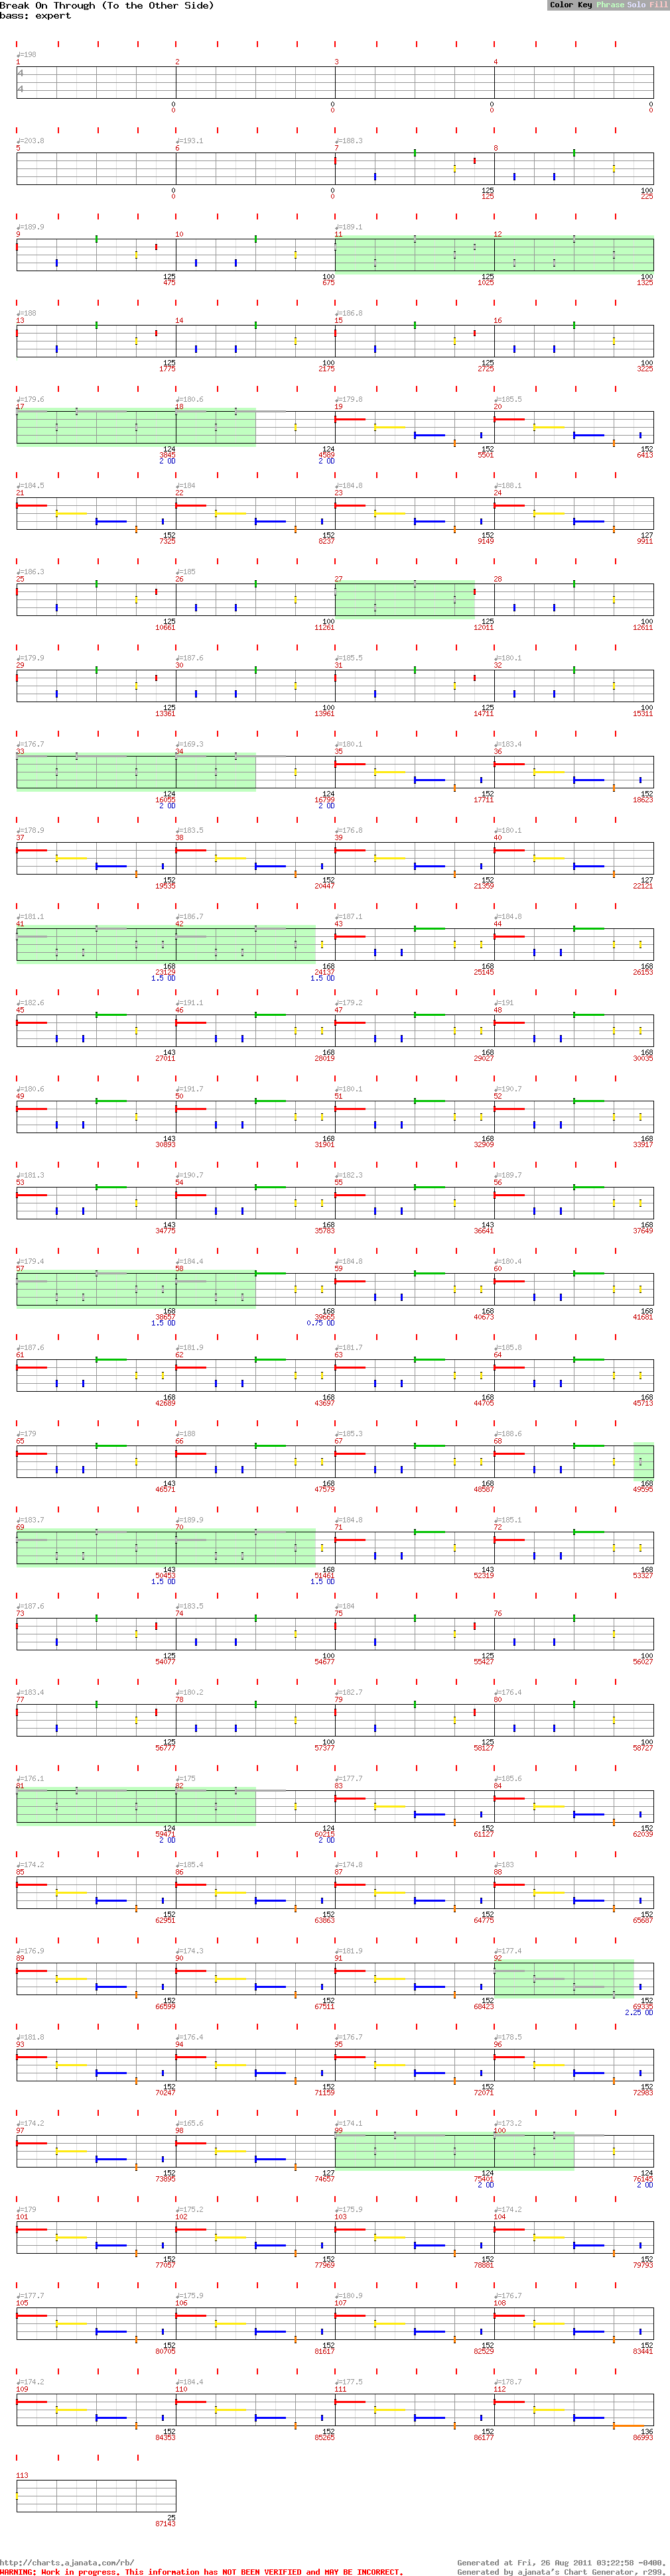 Break On Through (To the Other Side)
Color Key Phrase Solo Fill
bass: expert
♩=198
1 2 3 4
4
4
0 0 0 0
0 0 0 0
♩=203.8 ♩=193.1 ♩=188.3
5 6 7 8
0 0 125 100
0 0 125 225
♩=189.9 ♩=189.1
9 10 11 12
125 100 125 100
475 675 1025 1325
♩=188 ♩=186.8
13 14 15 16
125 100 125 100
1775 2175 2725 3225
♩=179.6 ♩=180.6 ♩=179.8 ♩=185.5
17 18 19 20
124 124 152 152
3845 4589 5501 6413
2 OD 2 OD
♩=184.5 ♩=184 ♩=184.8 ♩=188.1
21 22 23 24
152 152 152 127
7325 8237 9149 9911
♩=186.3 ♩=185
25 26 27 28
125 100 125 100
10661 11261 12011 12611
♩=179.9 ♩=187.6 ♩=185.5 ♩=180.1
29 30 31 32
125 100 125 100
13361 13961 14711 15311
♩=176.7 ♩=169.3 ♩=180.1 ♩=183.4
33 34 35 36
124 124 152 152
16055 16799 17711 18623
2 OD 2 OD
♩=178.9 ♩=183.5 ♩=176.8 ♩=180.1
37 38 39 40
152 152 152 127
19535 20447 21359 22121
♩=181.1 ♩=186.7 ♩=187.1 ♩=184.8
41 42 43 44
168 168 168 168
23129 24137 25145 26153
1.5 OD 1.5 OD
♩=182.6 ♩=191.1 ♩=179.2 ♩=191
45 46 47 48
143 168 168 168
27011 28019 29027 30035
♩=180.6 ♩=191.7 ♩=180.1 ♩=190.7
49 50 51 52
143 168 168 168
30893 31901 32909 33917
♩=181.3 ♩=190.7 ♩=182.3 ♩=189.7
53 54 55 56
143 168 143 168
34775 35783 36641 37649
♩=179.4 ♩=184.4 ♩=184.8 ♩=180.4
57 58 59 60
168 168 168 168
38657 39665 40673 41681
1.5 OD 0.75 OD
♩=187.6 ♩=181.9 ♩=181.7 ♩=185.8
61 62 63 64
168 168 168 168
42689 43697 44705 45713
♩=179 ♩=188 ♩=185.3 ♩=188.6
65 66 67 68
143 168 168 168
46571 47579 48587 49595
♩=183.7 ♩=189.9 ♩=184.8 ♩=185.1
69 70 71 72
143 168 143 168
50453 51461 52319 53327
1.5 OD 1.5 OD
♩=187.6 ♩=183.5 ♩=184
73 74 75 76
125 100 125 100
54077 54677 55427 56027
♩=183.4 ♩=180.2 ♩=182.7 ♩=176.4
77 78 79 80
125 100 125 100
56777 57377 58127 58727
♩=176.1 ♩=175 ♩=177.7 ♩=185.6
81 82 83 84
124 124 152 152
59471 60215 61127 62039
2 OD 2 OD
♩=174.2 ♩=185.4 ♩=174.8 ♩=183
85 86 87 88
152 152 152 152
62951 63863 64775 65687
♩=176.9 ♩=174.3 ♩=181.9 ♩=177.4
89 90 91 92
152 152 152 152
66599 67511 68423 69335
2.25 OD
♩=181.8 ♩=176.4 ♩=176.7 ♩=178.5
93 94 95 96
152 152 152 152
70247 71159 72071 72983
♩=174.2 ♩=165.6 ♩=174.1 ♩=173.2
97 98 99 100
152 127 124 124
73895 74657 75401 76145
2 OD 2 OD
♩=179 ♩=175.2 ♩=175.9 ♩=174.2
101 102 103 104
152 152 152 152
77057 77969 78881 79793
♩=177.7 ♩=175.9 ♩=180.9 ♩=176.7
105 106 107 108
152 152 152 152
80705 81617 82529 83441
♩=174.2 ♩=184.4 ♩=177.5 ♩=178.7
109 110 111 112
152 152 152 136
84353 85265 86177 86993
113
25
87143
http://charts.ajanata.com/rb/ Generated at Fri, 26 Aug 2011 03:22:58 -0400.
WARNING: Work in progress. This information has NOT BEEN VERIFIED and MAY BE INCORRECT. Generated by ajanata's Chart Generator, r299.